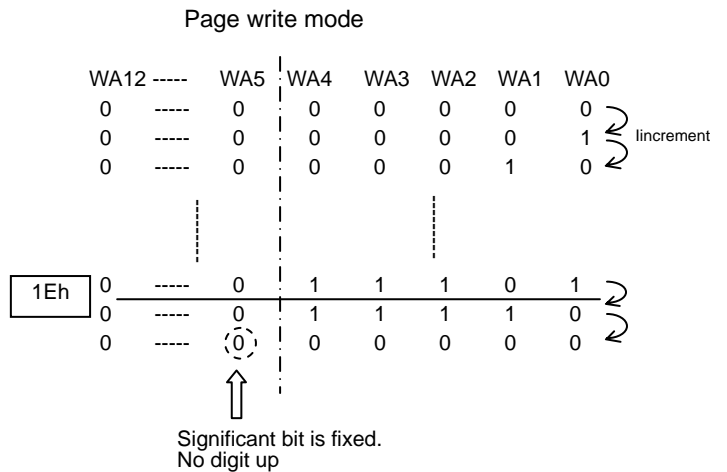 Page write mode
WA12 ----- WA5 WA4 WA3 WA2 WA1 WA0
0 ----- 0 0 0 0 0 0
0 ----- 0 0 0 0 0 1 Iincrement
0 ----- 0 0 0 0 1 0
1Eh 0 ----- 0 1 1 1 0 1
0 ----- 0 1 1 1 1 0
0 ----- 0 0 0 0 0 0
Significant bit is fixed.
No digit up